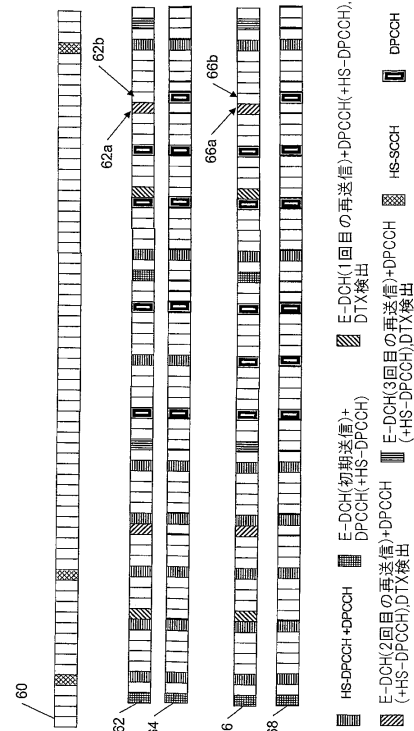 60
62
62a
62b
66a
66b
HS-DPCCH+DPCCH
E-DCH(初期送信)+
DPCCH(+HS-DPCCH)
E-DCH(1回目の再送信)+DPCCH(+HS-DPCCH),
DTX検出
E-DCH(2回目の再送信)+DPCCH
(+HS-DPCCH),DTX検出
E-DCH(3回目の再送信)+DPCCH
(+HS-DPCCH),DTX検出
HS-SCCH
DPCCH